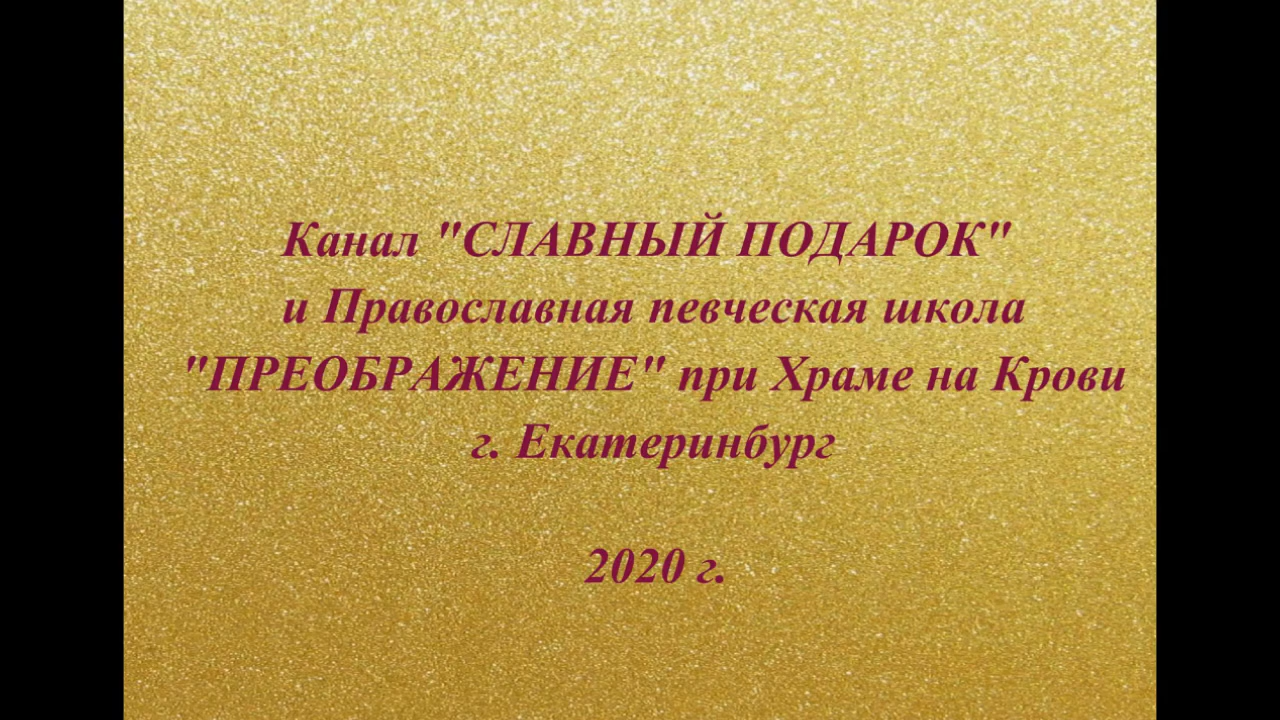 Канал "СЛАВНЫЙ ПОДАРОК"
и Православная певческая школа
"ПРЕОБРАЖЕНИЕ" при Храме на Крови
г. Екатеринбург
2020 г.